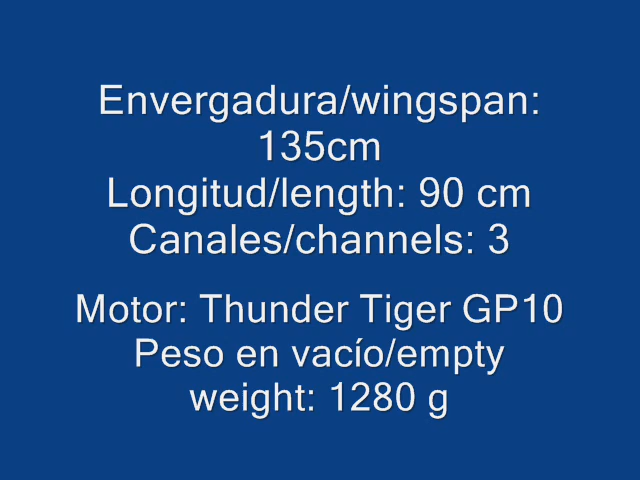 Envergadura/wingspan:
135cm
Longitud/length: 90 cm
Canales/channels: 3
Motor: Thunder Tiger GP10
Peso en vacío/empty
weight: 1280 g